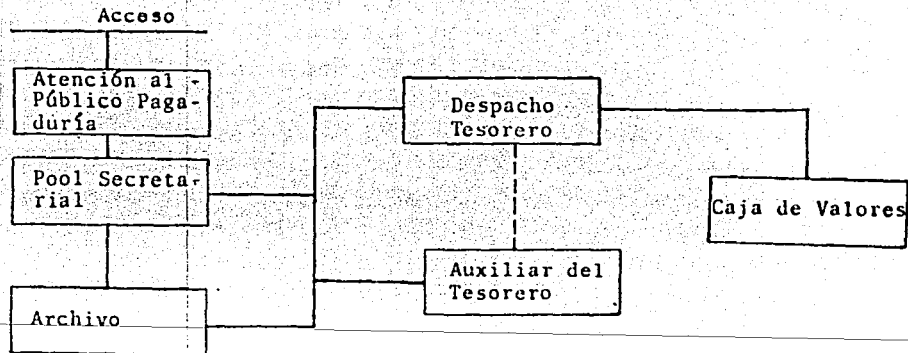 Acceso
Atención al -
Público Paga-
duría
Pool Secreta-
rial
Archivo
Despacho
Tesorero
Auxiliar del
Tesorero
Caja de Valores